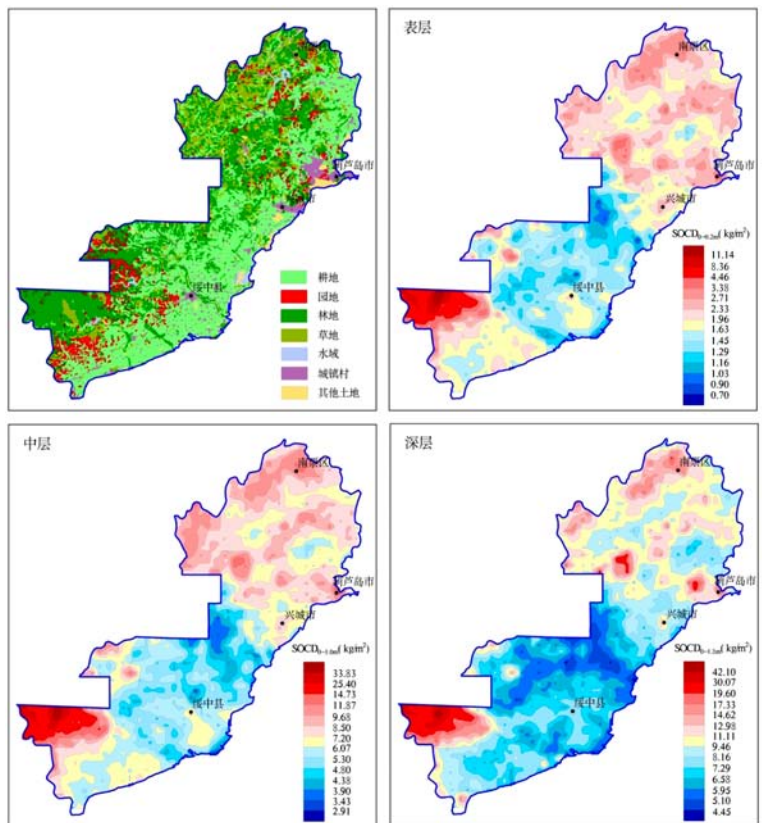 南票区
葫芦岛市
兴城市
绥中县
耕地
园地
林地
草地
水域
城镇村
其他土地
表层
南票区
葫芦岛市
兴城市
绥中县
SOCD0-0.2m( kg/m²)
11.14
8.36
4.46
3.38
2.71
2.33
1.96
1.63
1.45
1.29
1.16
1.03
0.90
0.70
中层
南票区
葫芦岛市
兴城市
绥中县
SOCD0-1.0m( kg/m²)
33.83
25.40
14.73
11.87
9.68
8.50
7.20
6.07
5.30
4.80
4.38
3.90
3.43
2.91
深层
南票区
葫芦岛市
兴城市
绥中县
kg/m²)
42.10
30.07
19.60
17.33
14.62
12.98
11.11
9.46
8.16
7.29
6.58
5.95
5.10
4.45